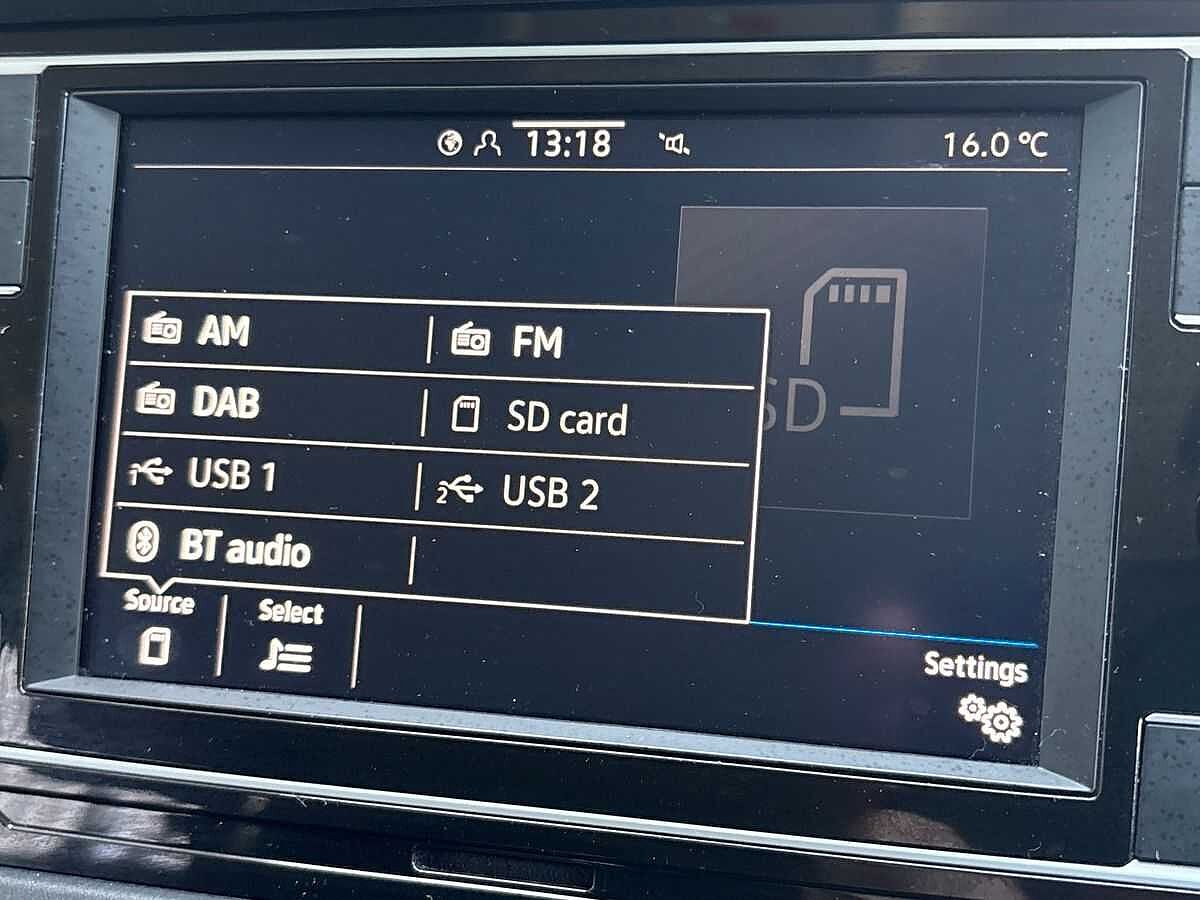 13:18
16.0 °C
AM
FM
DAB
SD card
SD
USB 1
USB 2
BT audio
Source
Select
Settings